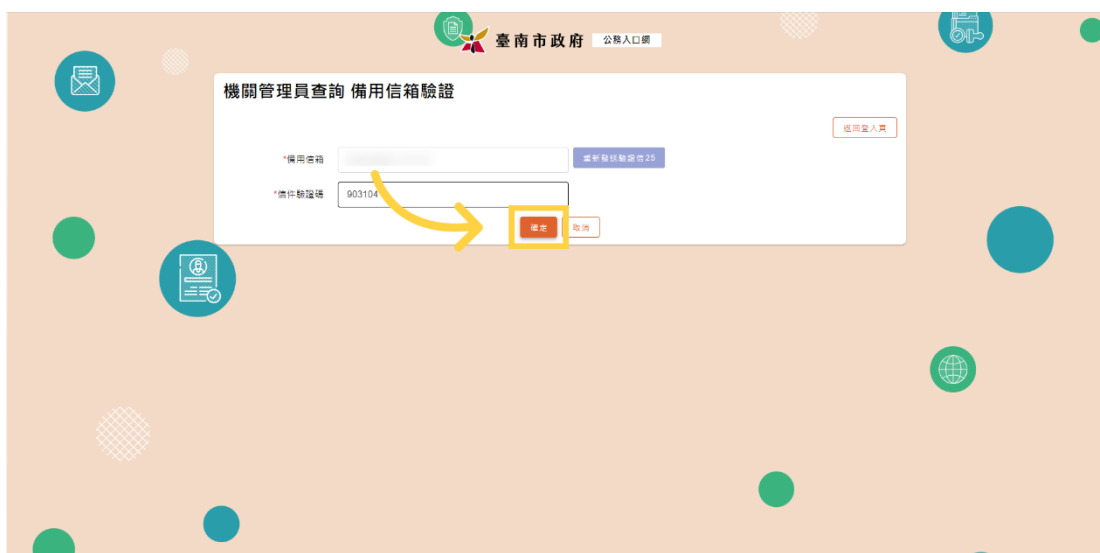 臺南市政府 公務入口網
機關管理員查詢 備用信箱驗證
返回登入頁
*備用信箱
重新發送驗證信25
*信件驗證碼 903104
確定 取消